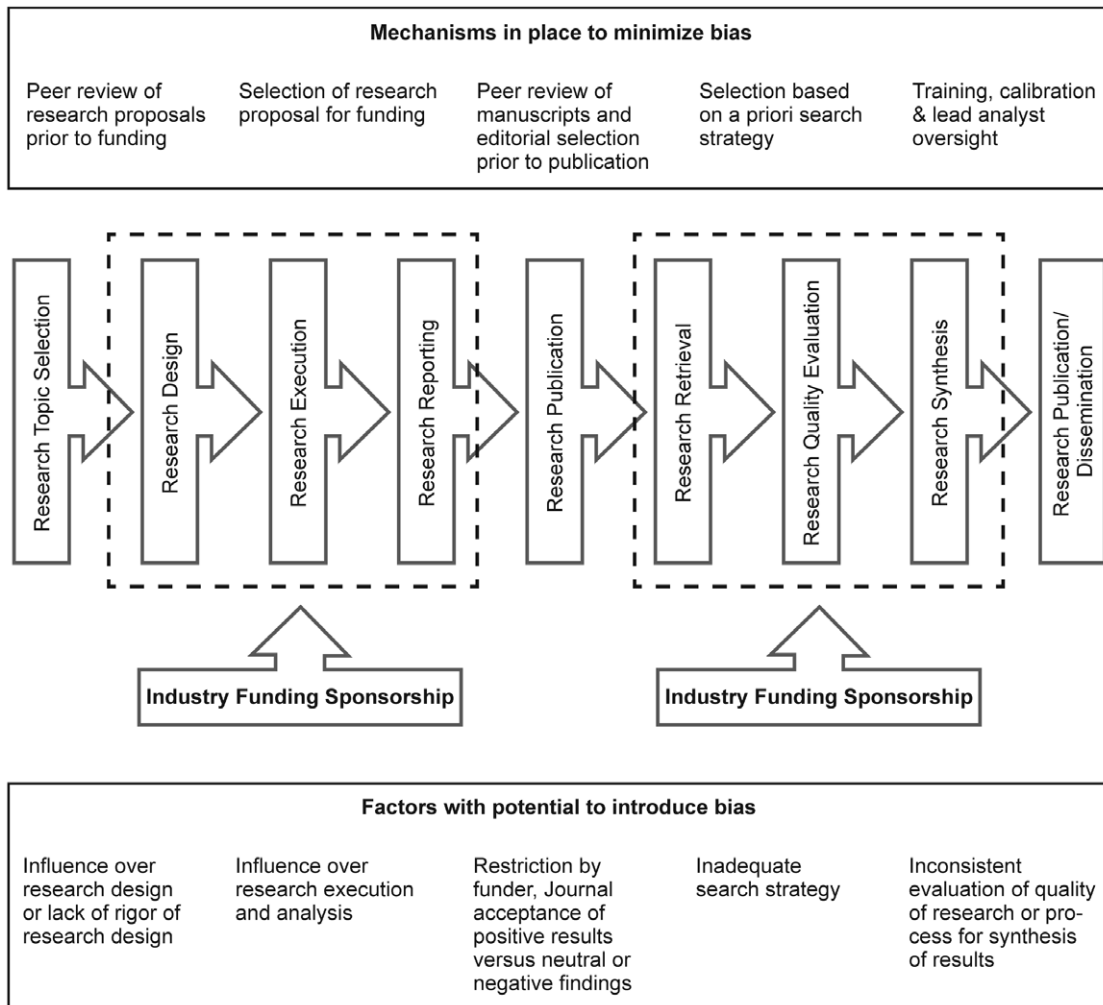 Mechanisms in place to minimize bias
Peer review of
research proposals
prior to funding
Selection of research
proposal for funding
Peer review of
manuscripts and
editorial selection
prior to publication
Selection based
on a priori search
strategy
Training, calibration
& lead analyst
oversight
Research Topic Selection
Research Design
Research Execution
Research Reporting
Research Publication
Research Retrieval
Research Quality Evaluation
Research Synthesis
Research Publication/
Dissemination
Industry Funding Sponsorship
Industry Funding Sponsorship
Factors with potential to introduce bias
Influence over
research design
or lack of rigor of
research design
Influence over
research execution
and analysis
Restriction by
funder, Journal
acceptance of
positive results
versus neutral or
negative findings
Inadequate
search strategy
Inconsistent
evaluation of quality
of research or pro-
cess for synthesis
of results